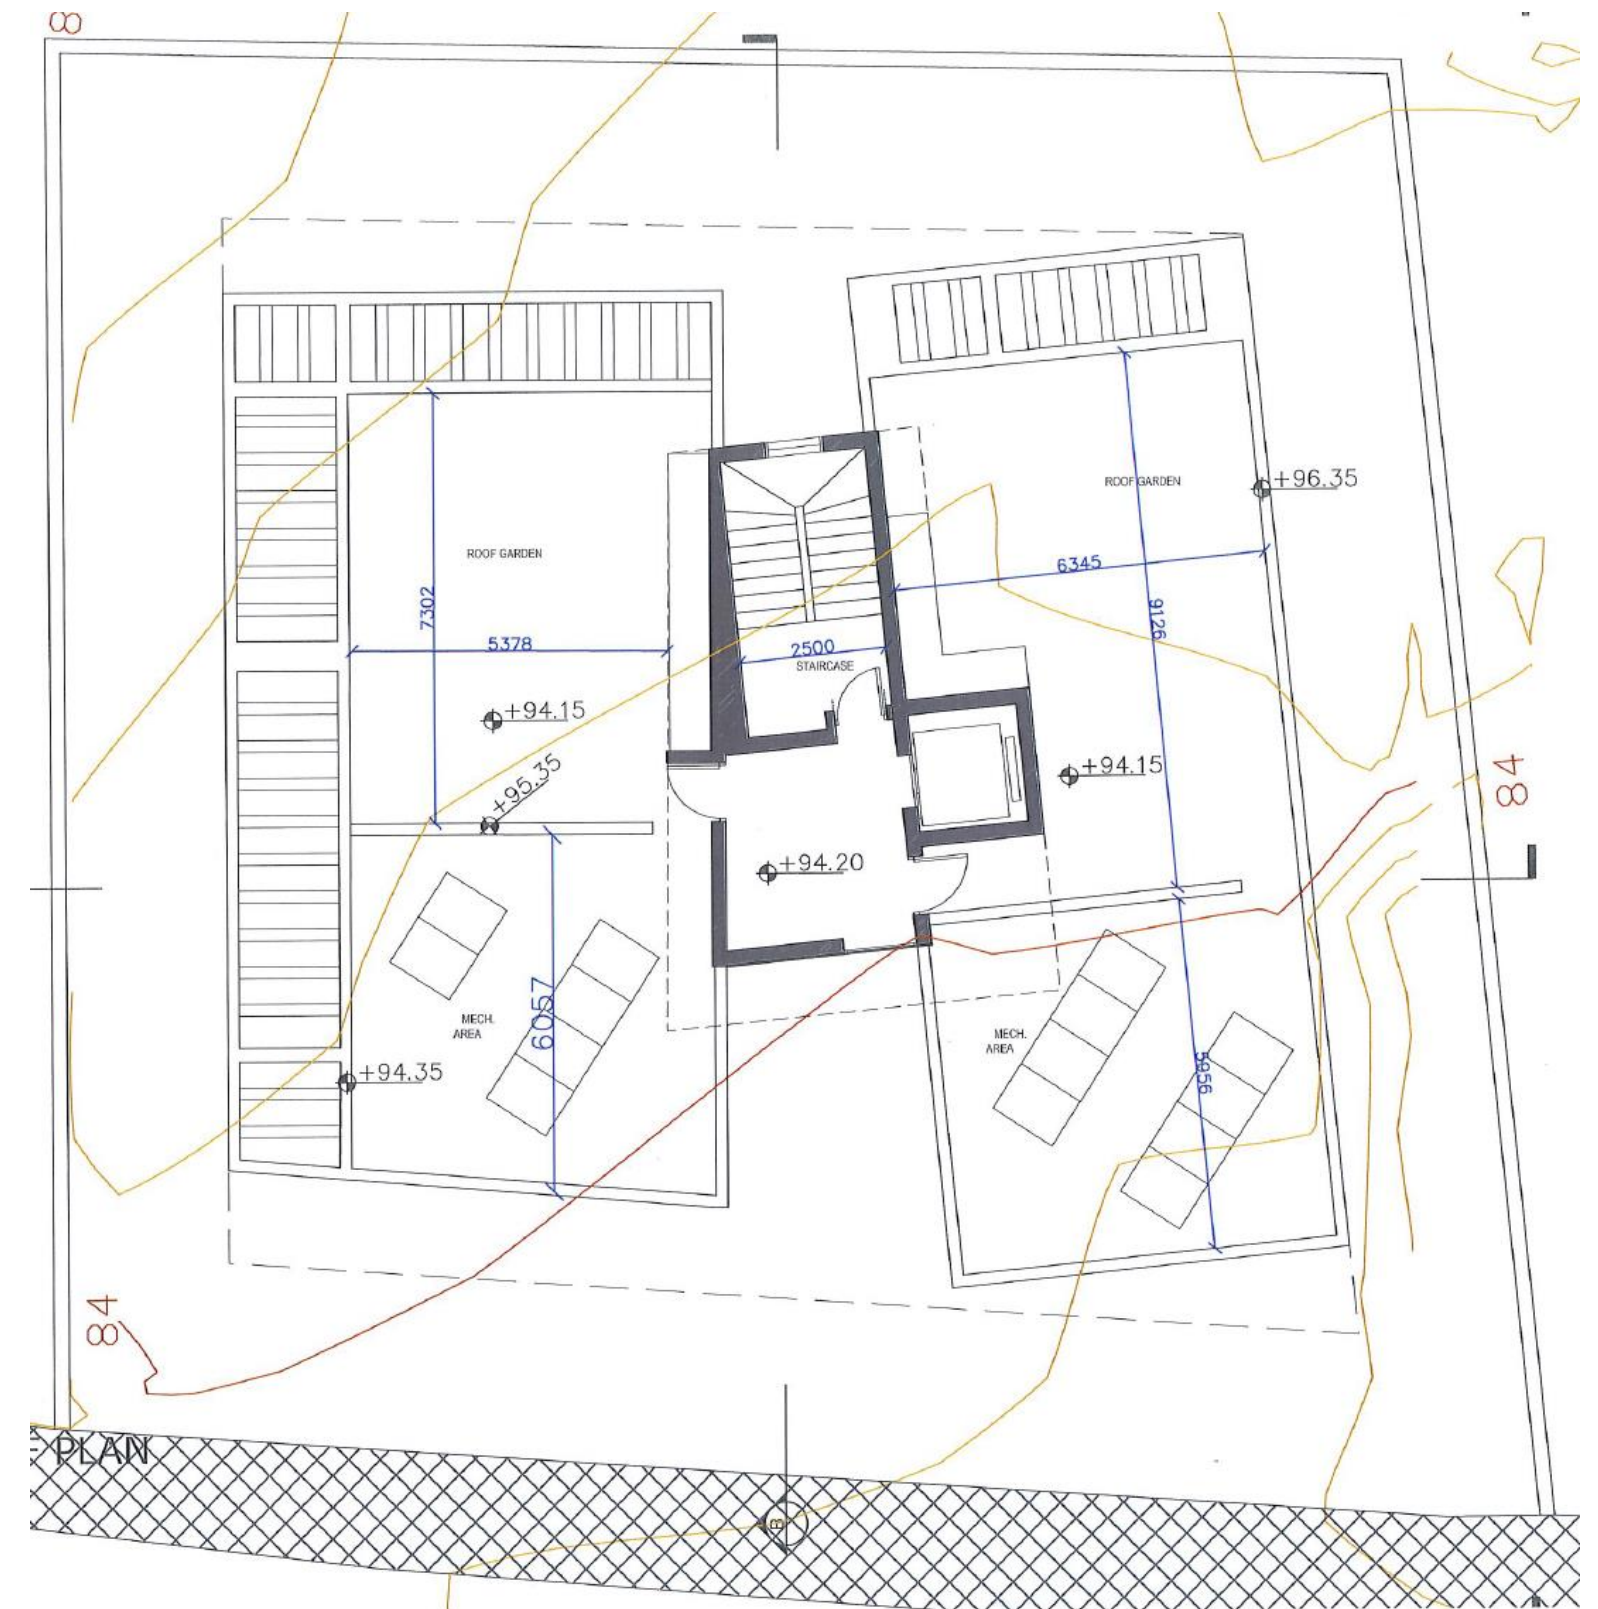 8
+96.35
ROOF GARDEN
ROOF GARDEN
6345
7302
9126
5378
2500
STAIRCASE
+94.15
+94.15
+95.35
84
+94.20
6057
MECH.
AREA
MECH.
AREA
5956
+94.35
84
PLAN
B